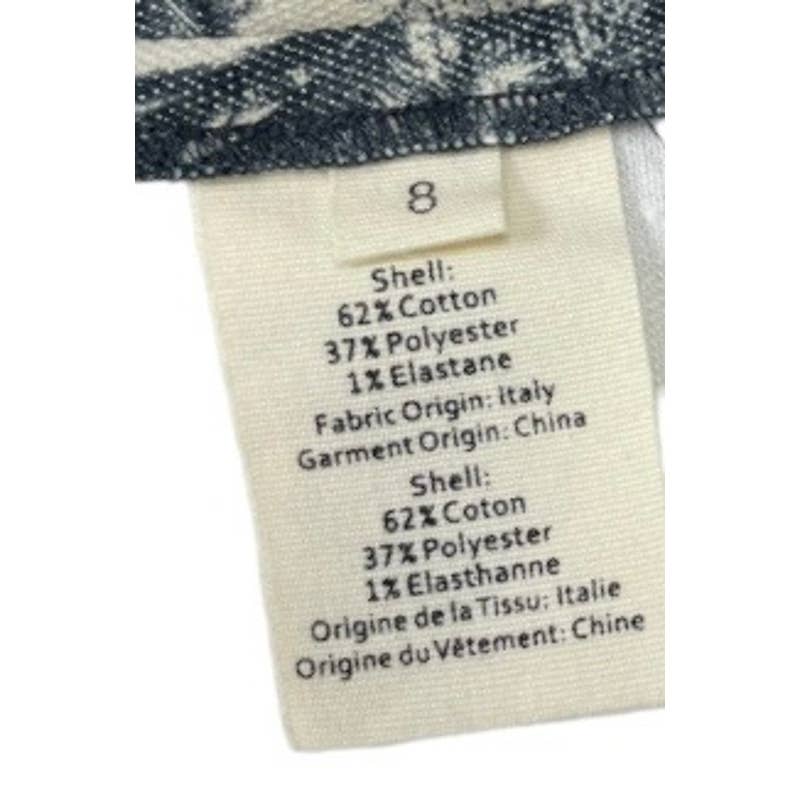 8
Shell:
62% Cotton
37% Polyester
1% Elastane
Fabric Origin: Italy
Garment Origin: China
Shell:
62% Coton
37% Polyester
1% Elasthanne
Origine de la Tissu: Italie
Origine du Vêtement: Chine